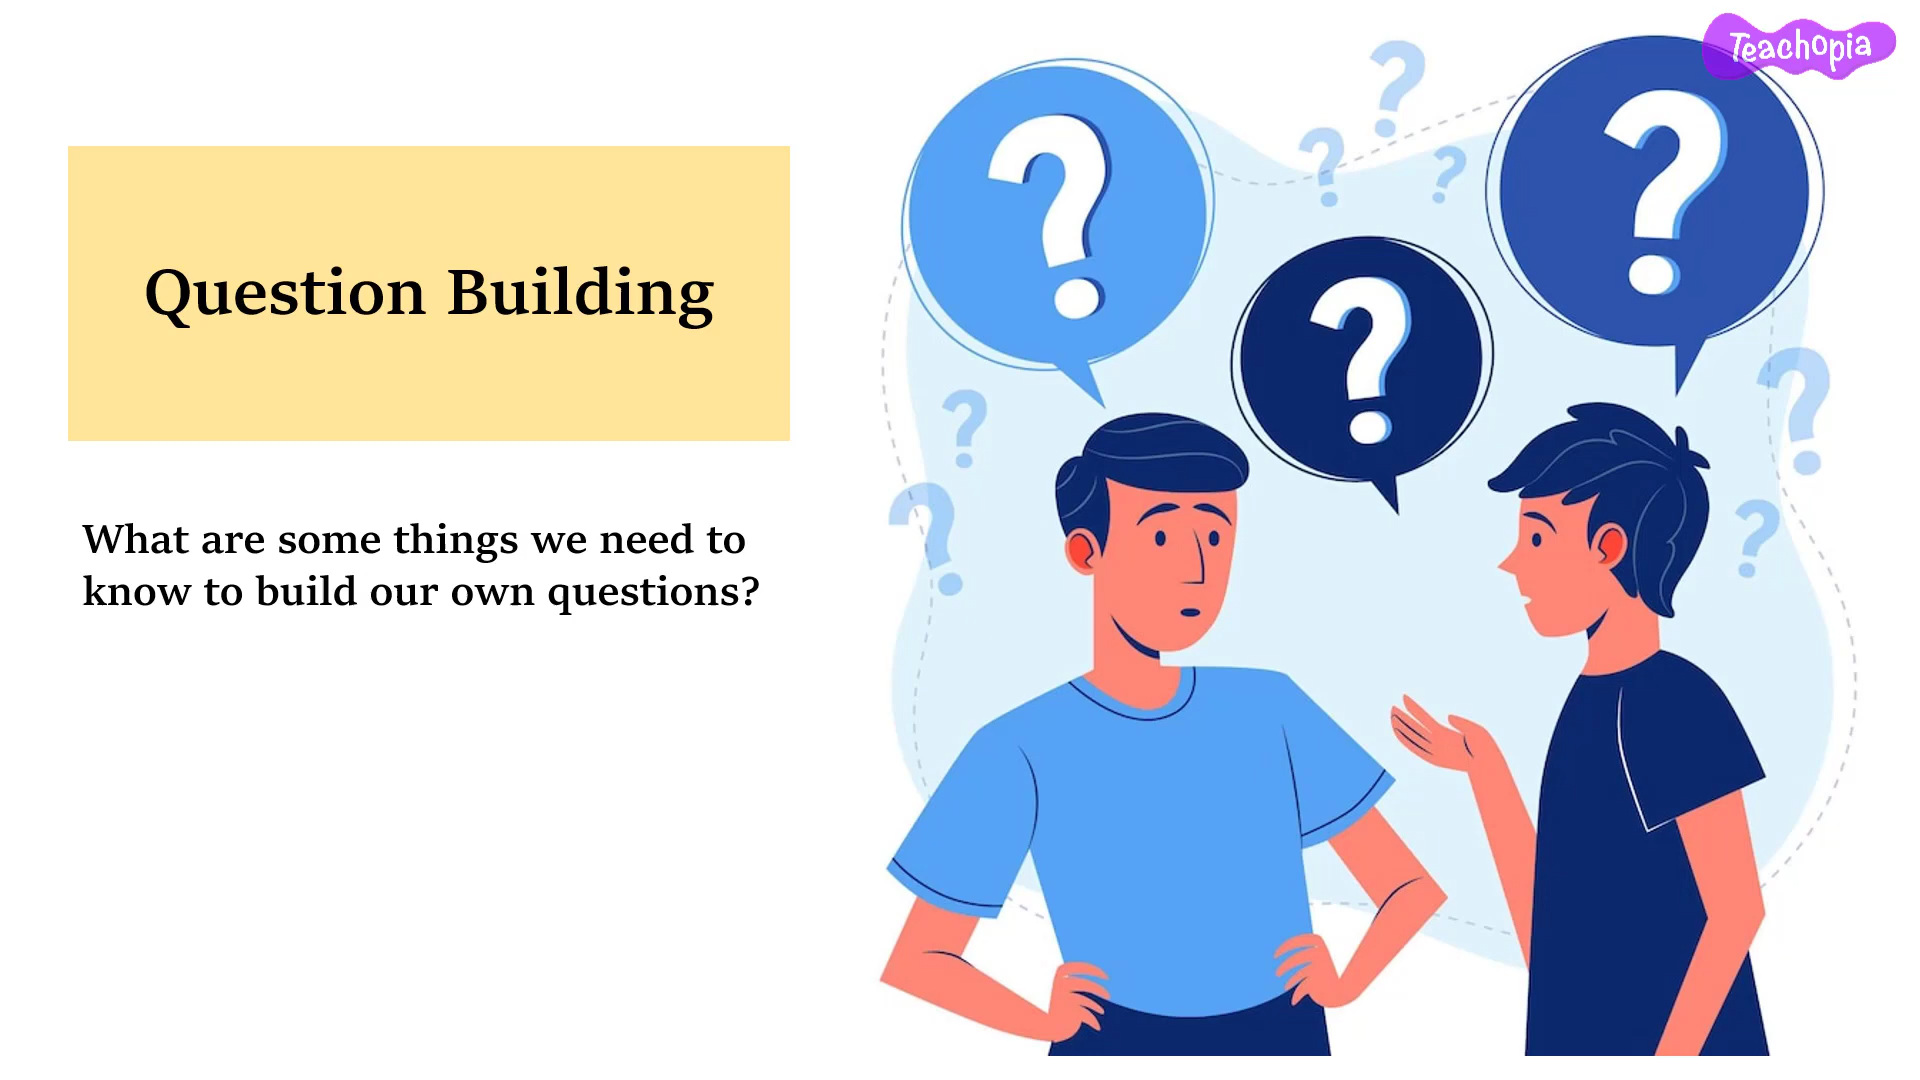 Teachopia
Question Building
What are some things we need to
know to build our own questions?